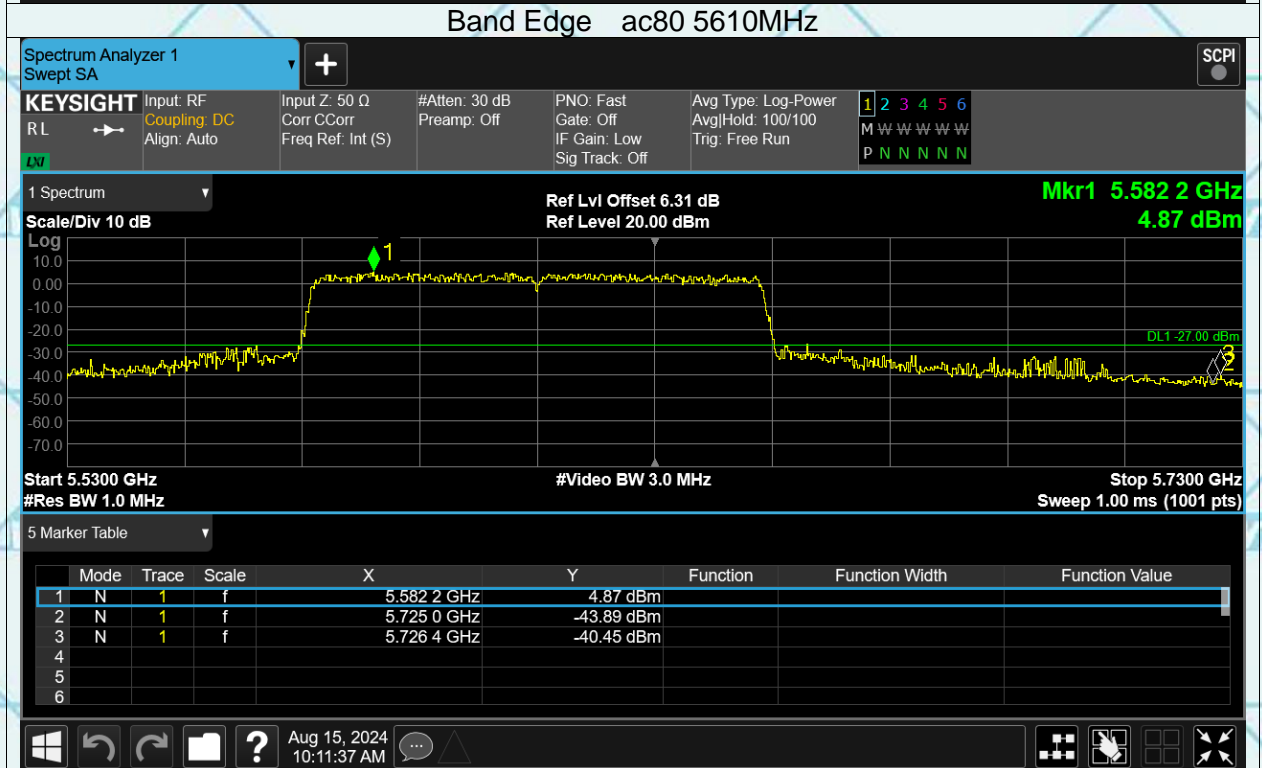 Band Edge ac80 5610MHz
Spectrum Analyzer 1
Swept SA
SCPI
KEYSIGHT
R L
LXI
Input: RF
Coupling: DC
Align: Auto
Input Z: 50 Ω
Corr CCorr
Freq Ref: Int (S)
#Atten: 30 dB
Preamp: Off
PNO: Fast
Gate: Off
IF Gain: Low
Sig Track: Off
Avg Type: Log-Power
Avg|Hold: 100/100
Trig: Free Run
1 2 3 4 5 6
M W W W W W
P N N N N N
1 Spectrum
Scale/Div 10 dB
Ref Lvl Offset 6.31 dB
Ref Level 20.00 dBm
Mkr1 5.582 2 GHz
4.87 dBm
Log
10.0
0.00
-10.0
-20.0
-30.0
-40.0
-50.0
-60.0
-70.0
1
DL1 -27.00 dBm
3
2
Start 5.5300 GHz
#Video BW 3.0 MHz
Stop 5.7300 GHz
#Res BW 1.0 MHz
Sweep 1.00 ms (1001 pts)
5 Marker Table
Mode Trace Scale X Y Function Function Width Function Value
1 N 1 f 5.582 2 GHz 4.87 dBm
2 N 1 f 5.725 0 GHz -43.89 dBm
3 N 1 f 5.726 4 GHz -40.45 dBm
4
5
6
Aug 15, 2024
10:11:37 AM